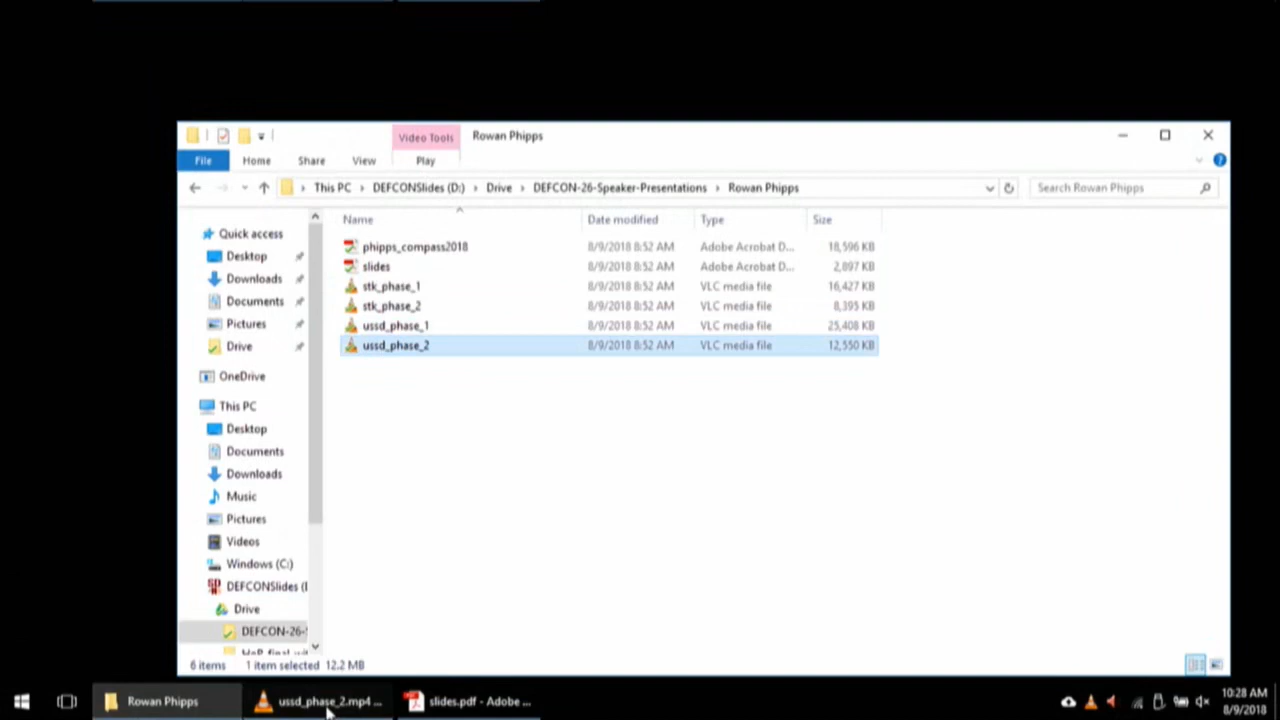 Video Tools Rowan Phipps
File Home Share View Play
This PC DEFCONSlides (D:) Drive DEFCON-26-Speaker-Presentations Rowan Phipps Search Rowan Phipps
Name Date modified Type Size
phipps_compass2018 8/9/2018 8:52 AM Adobe Acrobat D... 18,596 KB
slides 8/9/2018 8:52 AM Adobe Acrobat D... 2,897 KB
stk_phase_1 8/9/2018 8:52 AM VLC media file 16,427 KB
stk_phase_2 8/9/2018 8:52 AM VLC media file 8,395 KB
ussd_phase_1 8/9/2018 8:52 AM VLC media file 25,408 KB
ussd_phase_2 8/9/2018 8:52 AM VLC media file 12,550 KB
Quick access
Desktop
Downloads
Documents
Pictures
Drive
OneDrive
This PC
Desktop
Documents
Downloads
Music
Pictures
Videos
Windows (C:)
DEFCONSlides (
Drive
DEFCON-26-
6 items 1 item selected 12.2 MB
Rowan Phipps ussd_phase_2.mp4 ... slides.pdf - Adobe ... 10:28 AM
8/9/2018